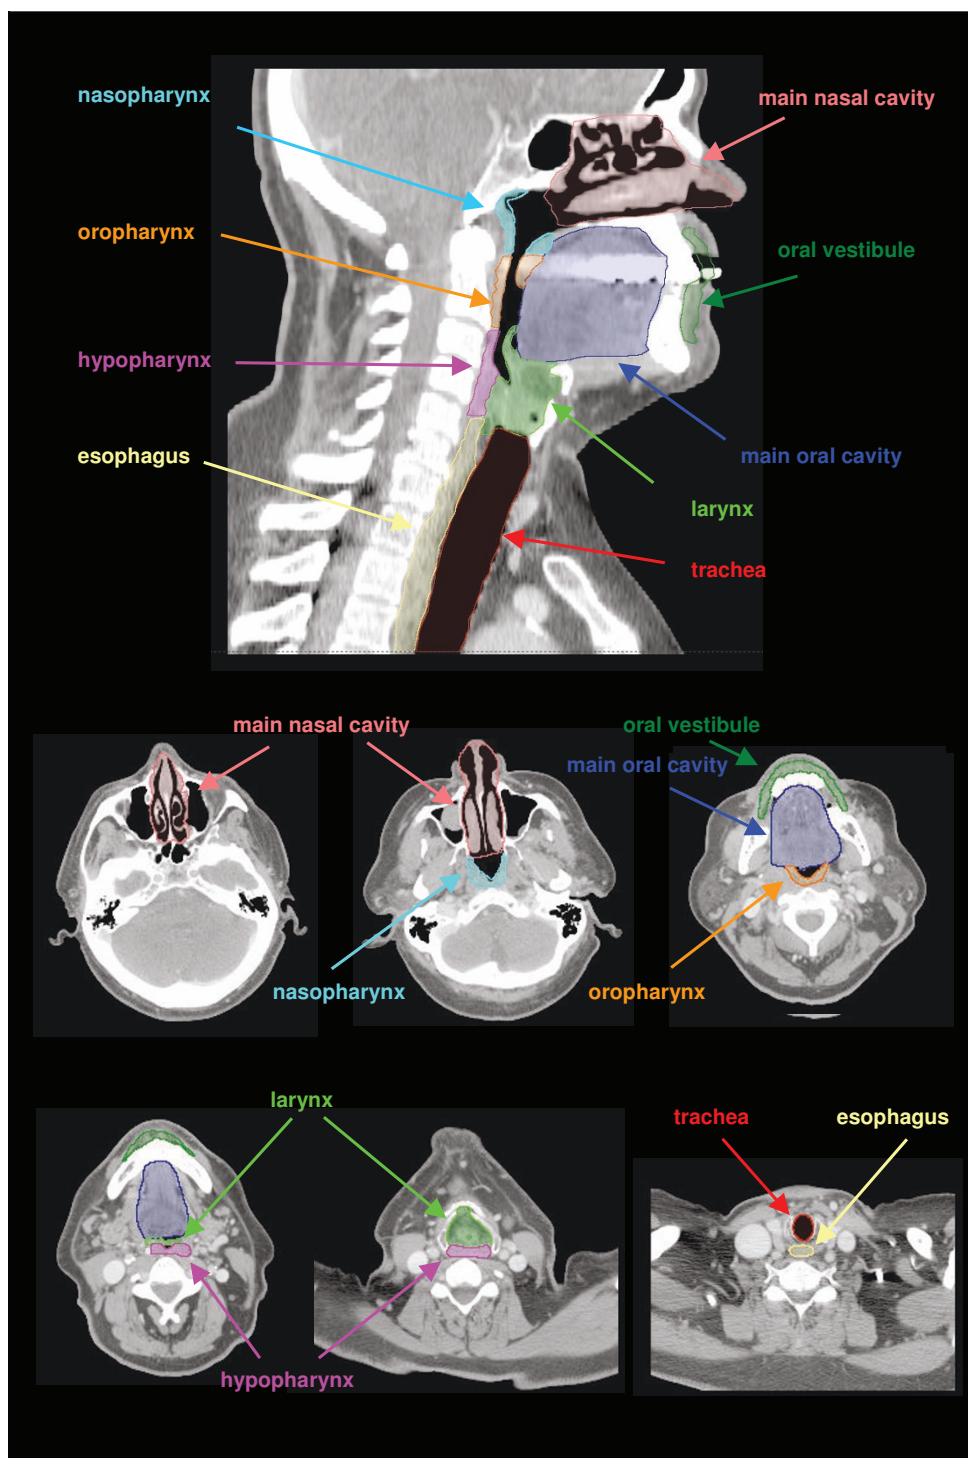 nasopharynx
main nasal cavity
oropharynx
oral vestibule
hypopharynx
esophagus
main oral cavity
larynx
trachea
main nasal cavity
oral vestibule
main oral cavity
nasopharynx
oropharynx
larynx
trachea
esophagus
hypopharynx